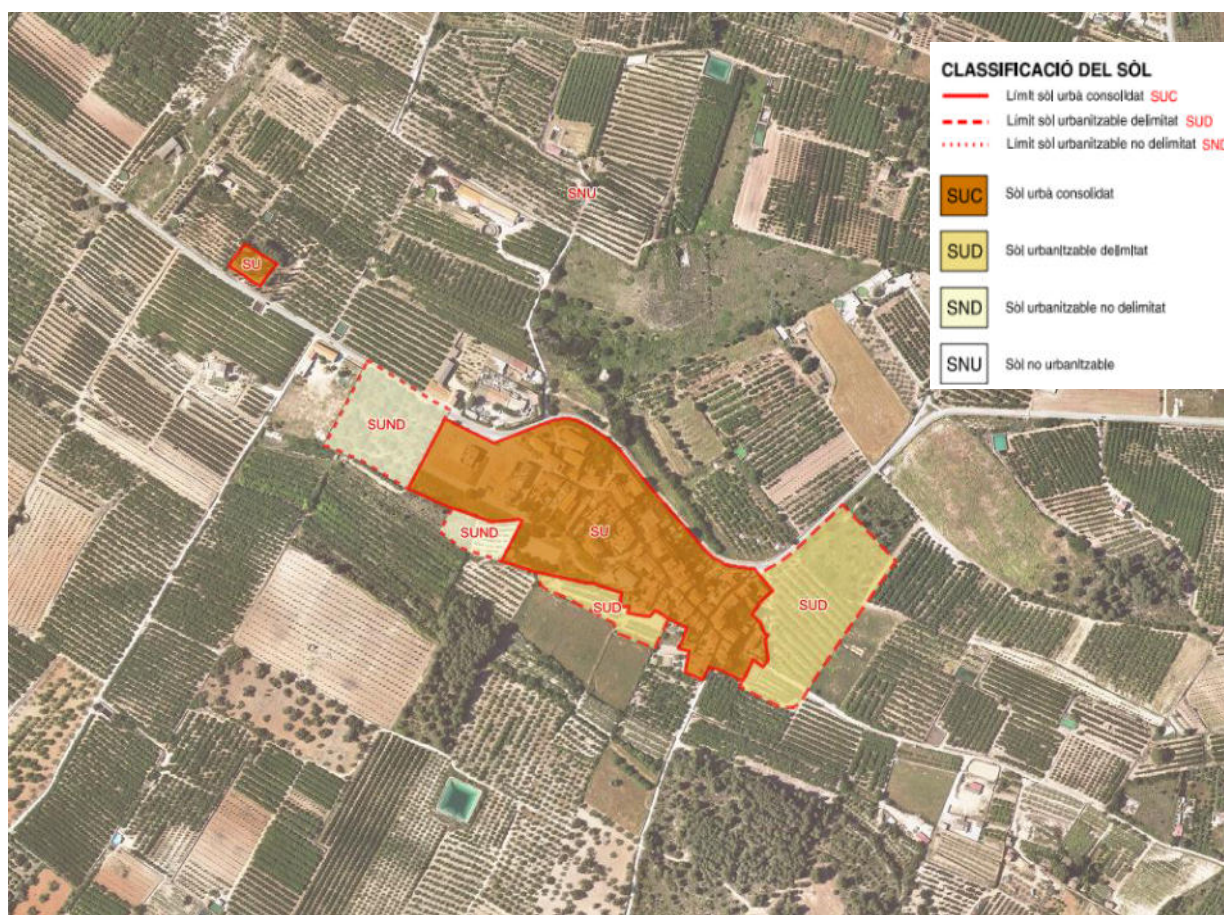 CLASSIFICACIÓ DEL SÒL
Límit sòl urbà consolidat SUC
Límit sòl urbanitzable delimitat SUD
Límit sòl urbanitzable no delimitat SND
SUC Sòl urbà consolidat
SUD Sòl urbanitzable delimitat
SND Sòl urbanitzable no delimitat
SNU Sòl no urbanitzable
SNU
SU
SUND
SUND
SU
SUD
SUD